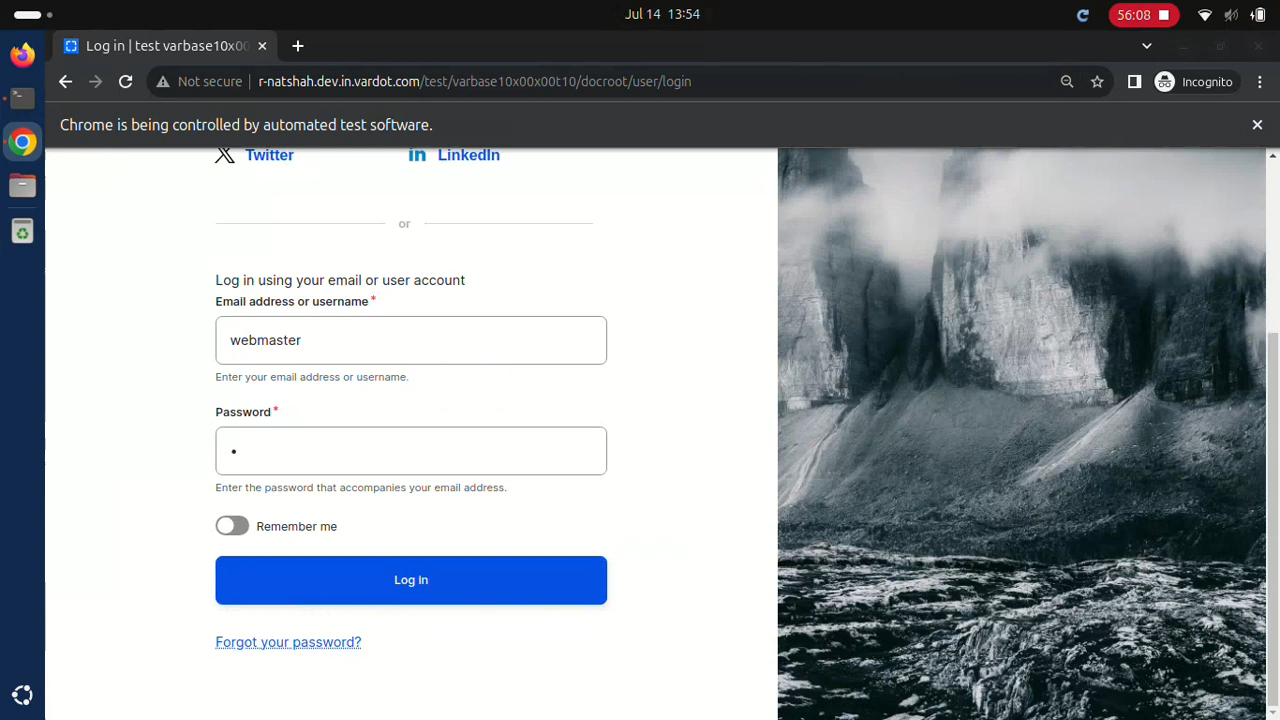 Jul 14 13:54
56:08
Log in | test varbase10x00
Not secure
r-natshah.dev.in.vardot.com/test/varbase10x00x00t10/docroot/user/login
Incognito
Chrome is being controlled by automated test software.
Twitter
LinkedIn
or
Log in using your email or user account
Email address or username*
webmaster
Enter your email address or username.
Password*
•
Enter the password that accompanies your email address.
Remember me
Log In
Forgot your password?